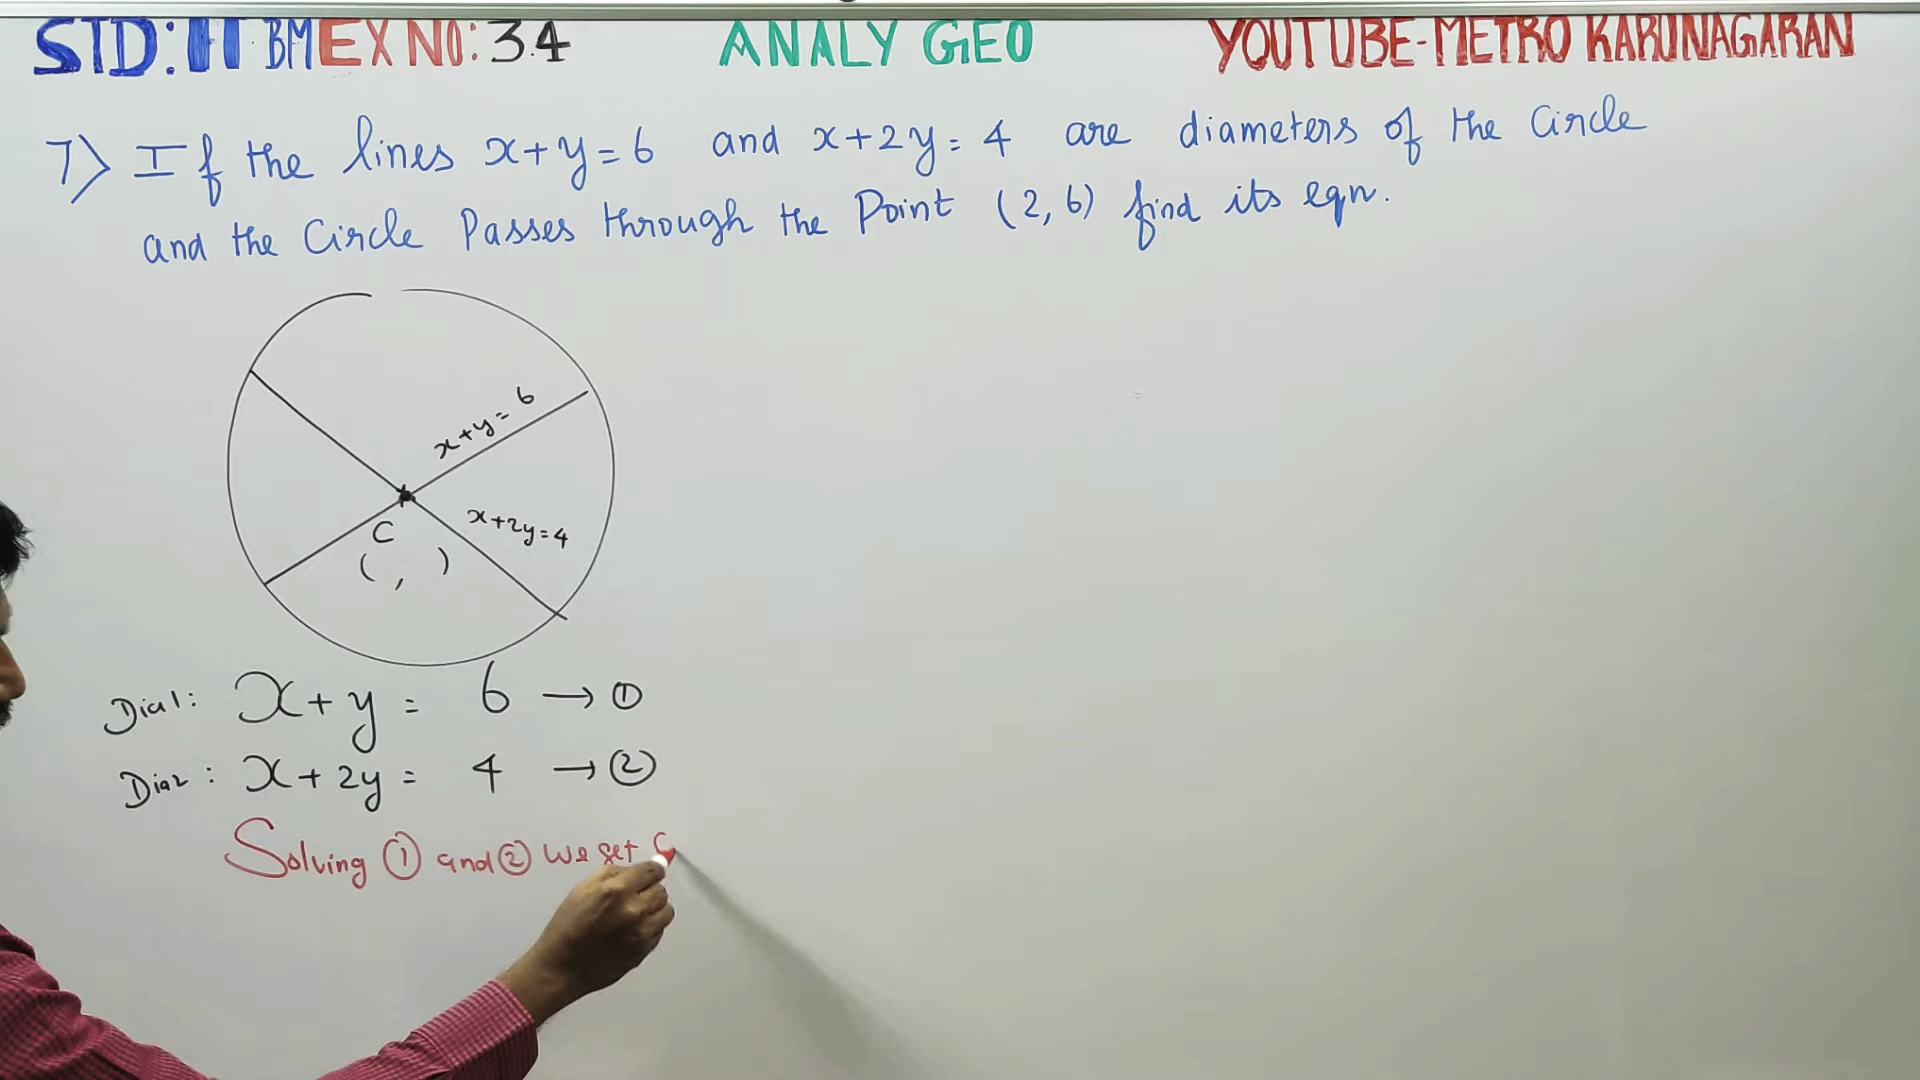 STD: 11 BM EX NO: 3.4 ANALY GEO YOUTUBE-METRO KARUNAGARAN
7) If the lines x+y=6 and x+2y=4 are diameters of the Circle
and the Circle Passes through the Point (2,6) find its eqn.
x+y=6
x+2y=4
C
( , )
Dia1: x+y = 6 → ①
Dia2: x+2y = 4 → ②
Solving ① and ② we get